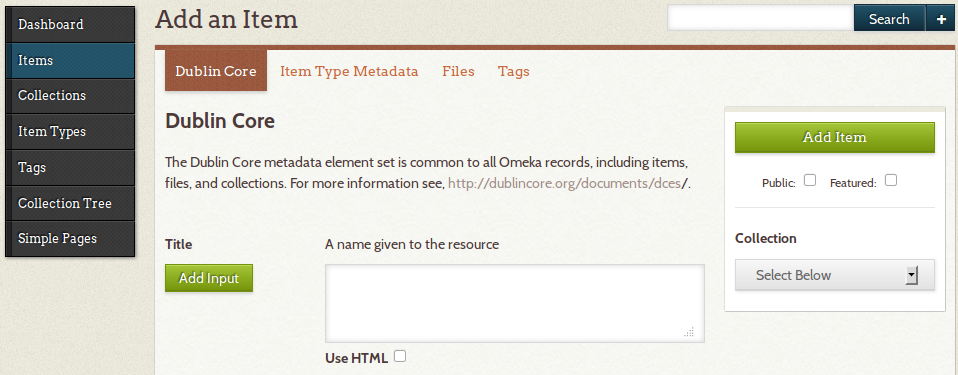 Dashboard
Items
Collections
Item Types
Tags
Collection Tree
Simple Pages
Add an Item
Search +
Dublin Core Item Type Metadata Files Tags
Dublin Core
The Dublin Core metadata element set is common to all Omeka records, including items,
files, and collections. For more information see, http://dublincore.org/documents/dces/.
Title
A name given to the resource
Add Input
Use HTML
Add Item
Public: Featured:
Collection
Select Below